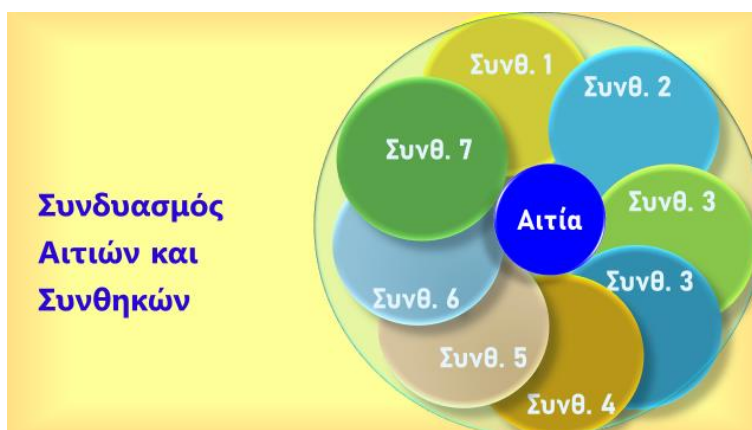 Συνδυασμός
Αιτιών και
Συνθηκών
Συνθ. 1
Συνθ. 2
Συνθ. 3
Συνθ. 3
Συνθ. 4
Συνθ. 5
Συνθ. 6
Συνθ. 7
Αιτία